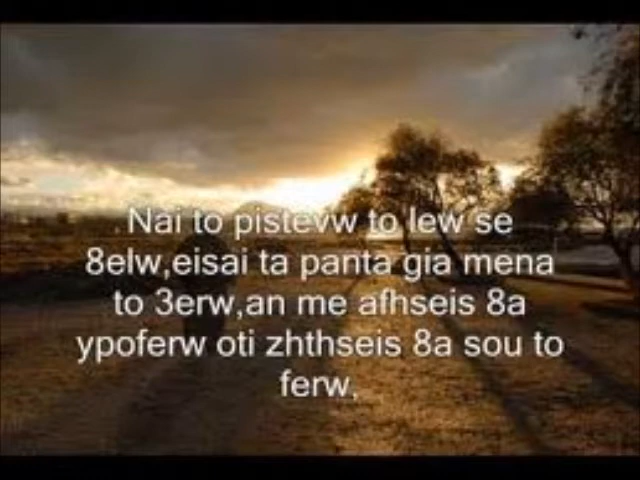 Nai to pistevw to lew se
8elw,eisai ta panta gia mena
to 3erw,an me afhseis 8a
ypoferw oti zhthseis 8a sou to
ferw.